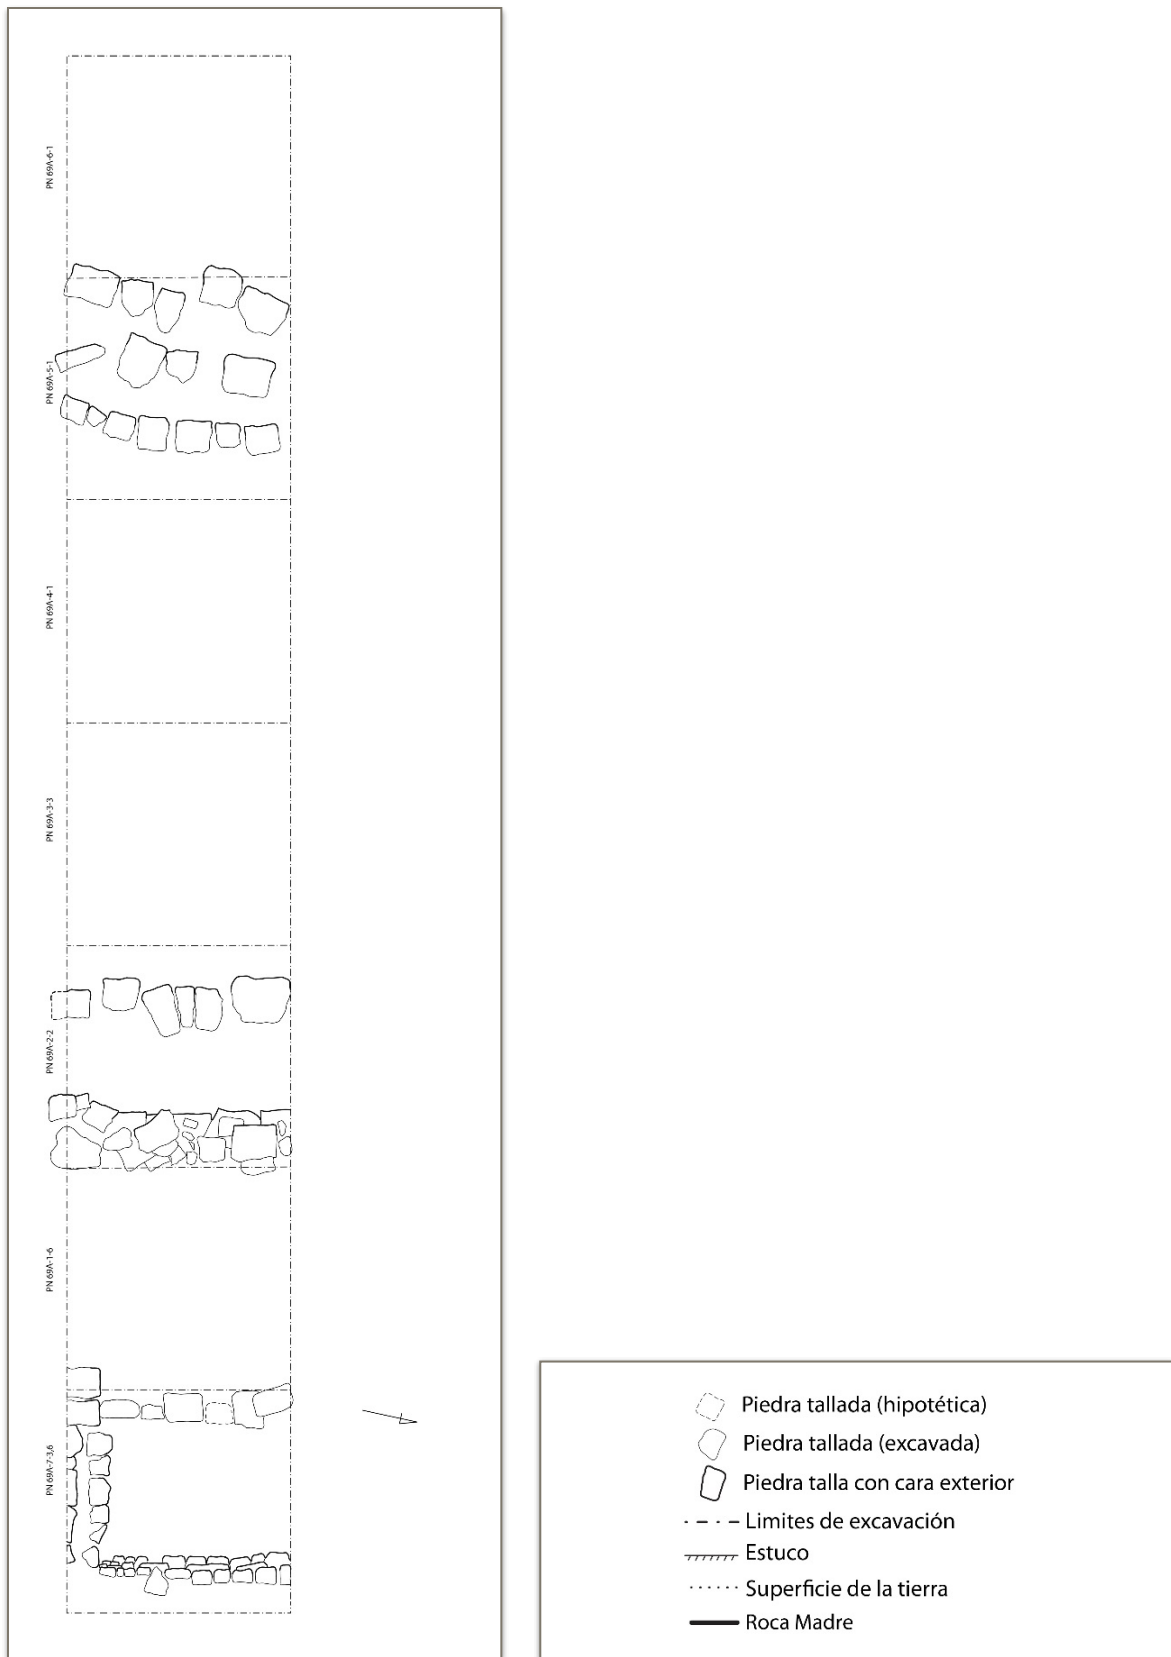 PN 69A-6-1
PN 69A-5-1
PN 69A-4-1
PN 69A-3-3
PN 69A-2-2
PN 69A-1-6
PN 69A-7-3,6
Piedra tallada (hipotética)
Piedra tallada (excavada)
Piedra talla con cara exterior
Limites de excavación
Estuco
Superficie de la tierra
Roca Madre